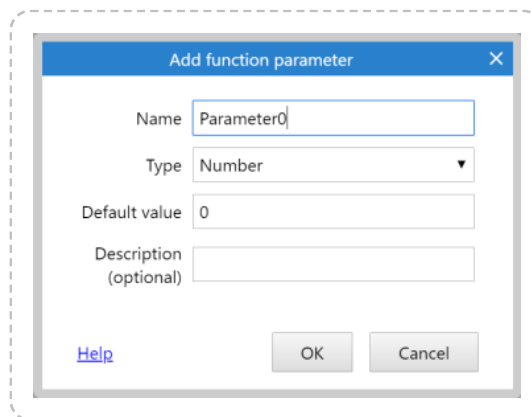 Add function parameter
Name Parameter0
Type Number
Default value 0
Description
(optional)
Help OK Cancel